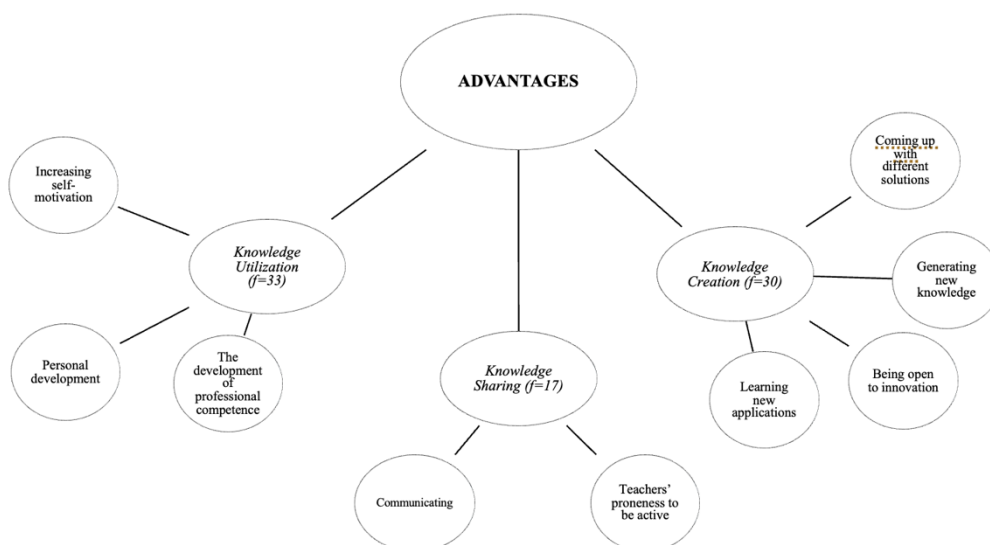 ADVANTAGES
Increasing
self-
motivation
Knowledge
Utilization
(f=33)
Personal
development
The
development of
professional
competence
Knowledge
Sharing (f=17)
Communicating
Teachers’
proneness to
be active
Knowledge
Creation (f=30)
Coming up
with
different
solutions
Generating
new
knowledge
Being open
to innovation
Learning
new
applications